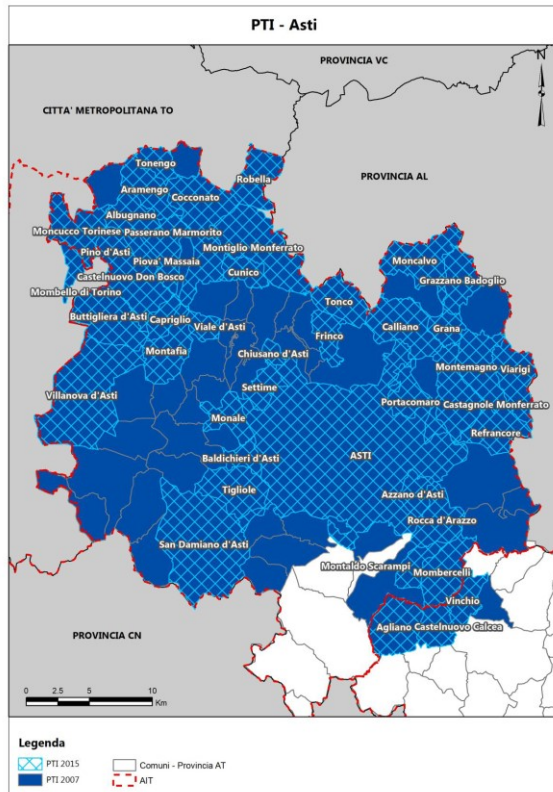 PTI - Asti
PROVINCIA VC
N
CITTA' METROPOLITANA TO
PROVINCIA AL
Tonengo
Robella
Aramengo
Cocconato
Albugnano
Moncucco Torinese
Passerano Marmorito
Pino d'Asti
Montiglio Monferrato
Piova' Massaia
Moncalvo
Castelnuovo Don Bosco
Cunico
Grazzano Badoglio
Mombello di Torino
Tonco
Buttigliera d'Asti
Capriglio
Viale d'Asti
Calliano
Grana
Frinco
Montafia
Chiusano d'Asti
Montemagno
Viarigi
Settime
Villanova d'Asti
Portacomaro
Castagnole Monferrato
Monale
Refrancore
Baldichieri d'Asti
ASTI
Tigliole
Azzano d'Asti
Rocca d'Arazzo
San Damiano d'Asti
Montaldo Scarampi
Mombercelli
Vinchio
PROVINCIA CN
Agliano
Castelnuovo Calcea
0 2.5 5 10
Km
Legenda
PTI 2015
Comuni - Provincia AT
PTI 2007
AIT